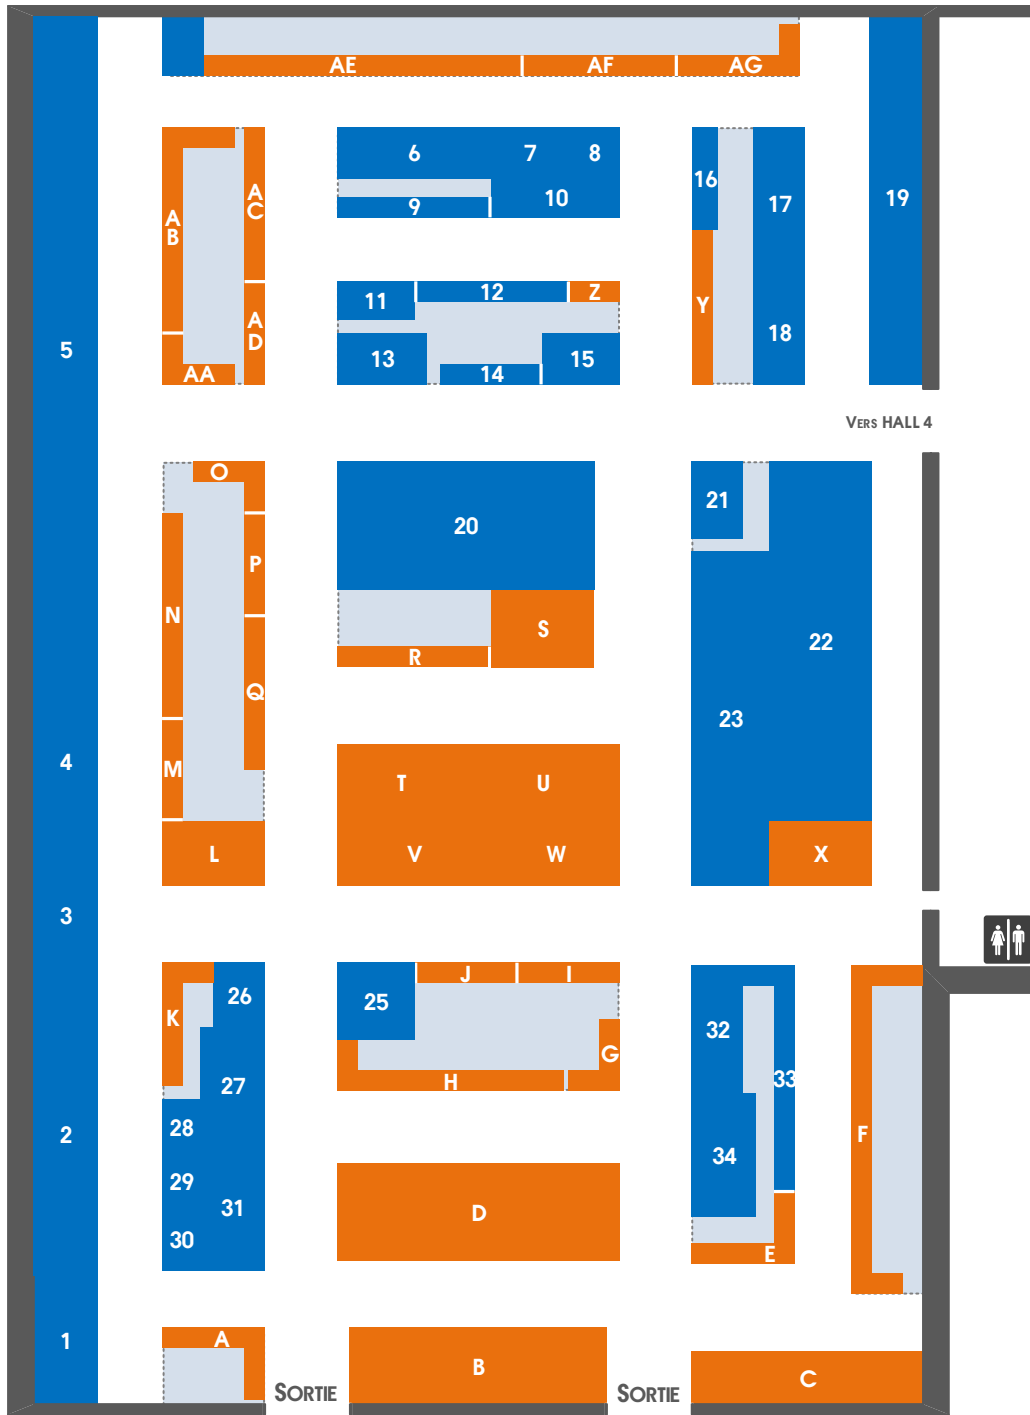 AE AF AG
6 7 8
16
A
C
17
19
A
B
9 10
11 12 Z
A
D
Y
18
5
13 14 15
AA
VERS HALL 4
O
21
20
P
N
S
22
R
Q
23
4
M
T U
L
V W
X
3
J I
26
25
K
32
G
H
33
27
28
2
F
34
29
31
D
30
E
1
A
B
C
SORTIE
SORTIE